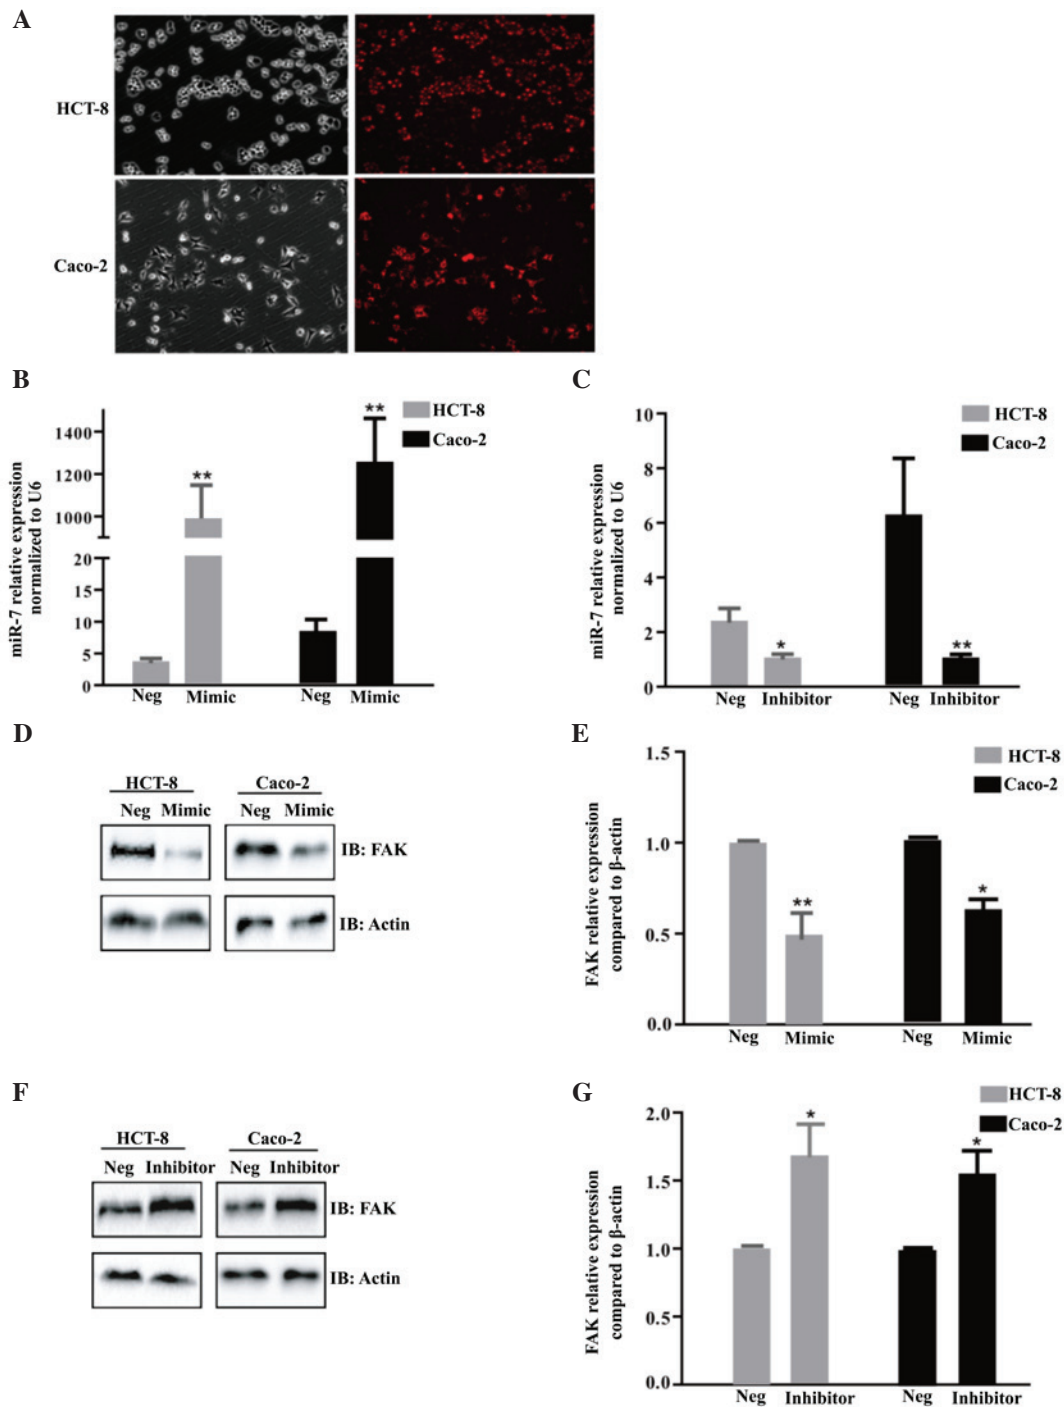 A
HCT-8
Caco-2
B
miR-7 relative expression
normalized to U6
1400
1200
1000
20
15
10
5
0
**
**
HCT-8
Caco-2
Neg
Mimic
Neg
Mimic
C
miR-7 relative expression
normalized to U6
10
8
6
4
2
0
*
**
HCT-8
Caco-2
Neg
Inhibitor
Neg
Inhibitor
D
HCT-8
Caco-2
Neg Mimic
Neg Mimic
IB: FAK
IB: Actin
E
FAK relative expression
compared to β-actin
1.5
1.0
0.5
0.0
**
*
HCT-8
Caco-2
Neg
Mimic
Neg
Mimic
F
HCT-8
Caco-2
Neg Inhibitor
Neg Inhibitor
IB: FAK
IB: Actin
G
FAK relative expression
compared to β-actin
2.0
1.5
1.0
0.5
0.0
*
*
HCT-8
Caco-2
Neg
Inhibitor
Neg
Inhibitor